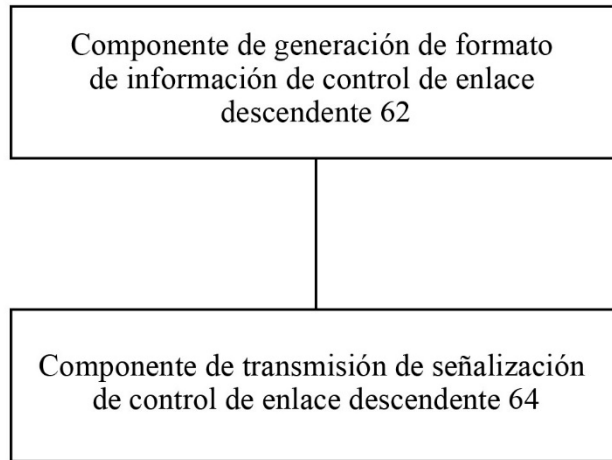 Componente de generación de formato
de información de control de enlace
descendente 62
Componente de transmisión de señalización
de control de enlace descendente 64